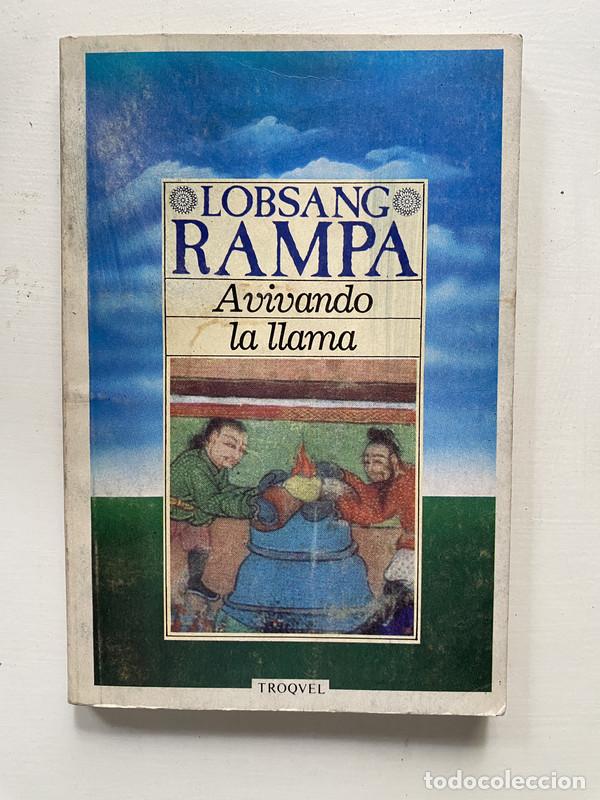 LOBSANG
RAMPA
Avivando
la llama
TROQVEL
todocoleccion